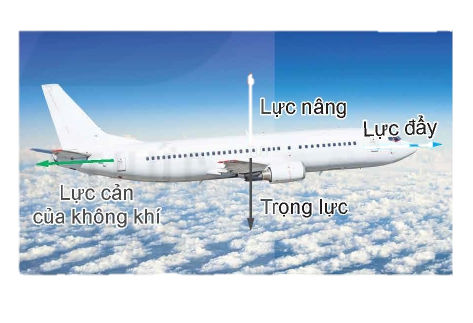 Lực nâng
Lực đẩy
Lực cản
của không khí
Trọng lực